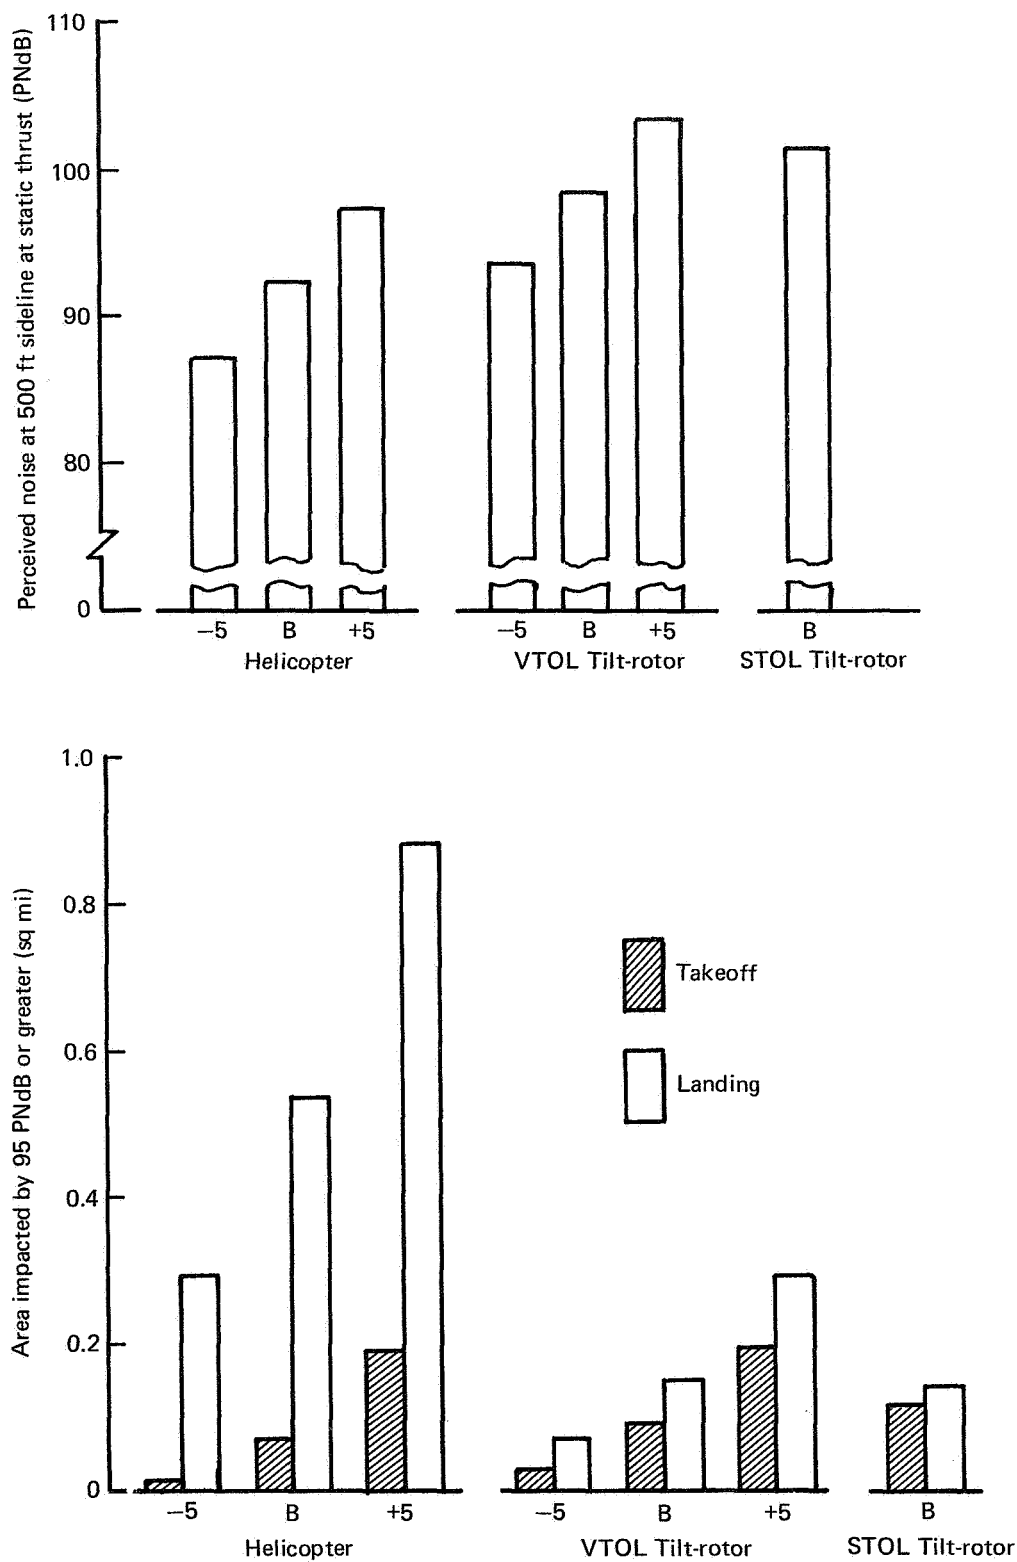 Perceived noise at 500 ft sideline at static thrust (PNdB)
110
100
90
80
0
—5 B +5
Helicopter
—5 B +5
VTOL Tilt-rotor
B
STOL Tilt-rotor
Area impacted by 95 PNdB or greater (sq mi)
1.0
0.8
0.6
0.4
0.2
0
Takeoff
Landing
—5 B +5
Helicopter
—5 B +5
VTOL Tilt-rotor
B
STOL Tilt-rotor